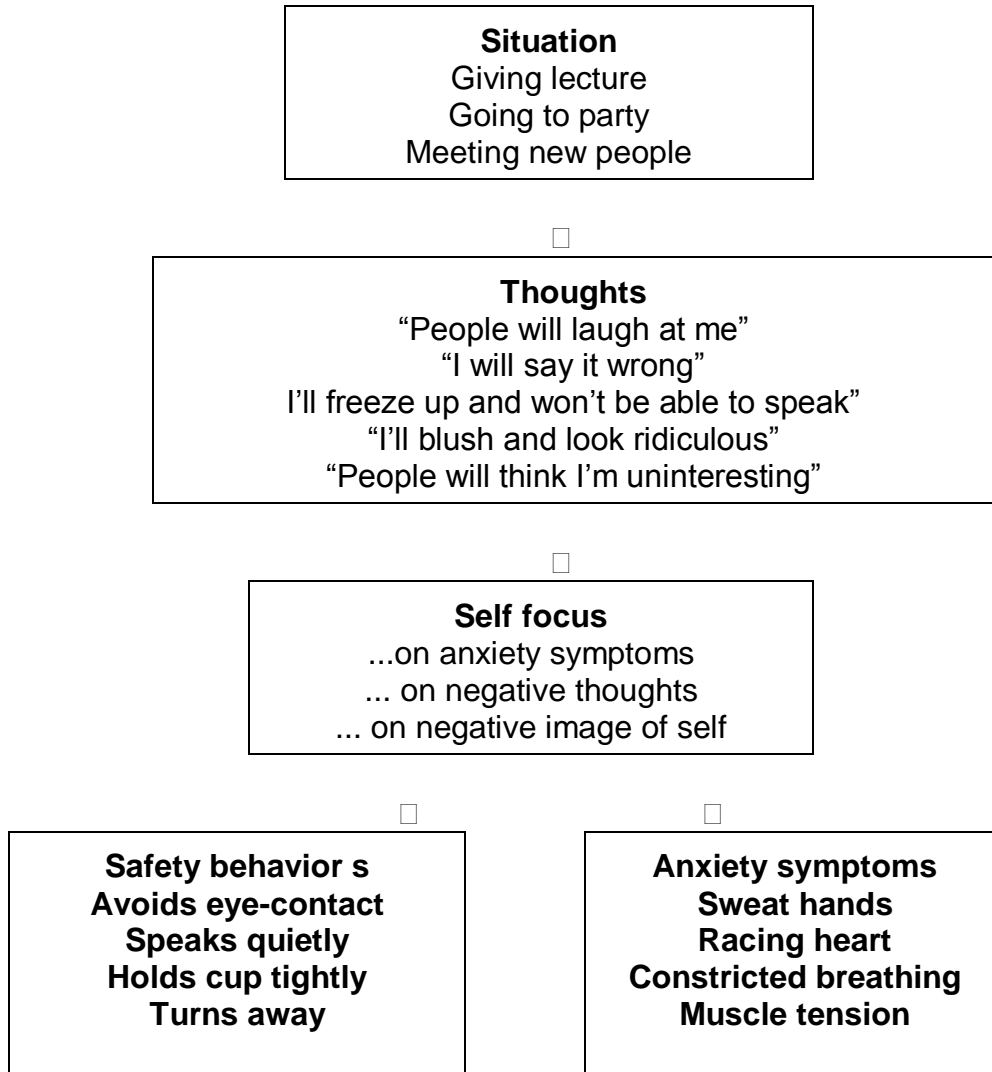 Situation
Giving lecture
Going to party
Meeting new people
Thoughts
“People will laugh at me”
“I will say it wrong”
I’ll freeze up and won’t be able to speak”
“I’ll blush and look ridiculous”
“People will think I’m uninteresting”
Self focus
...on anxiety symptoms
... on negative thoughts
... on negative image of self
Safety behavior s
Avoids eye-contact
Speaks quietly
Holds cup tightly
Turns away
Anxiety symptoms
Sweat hands
Racing heart
Constricted breathing
Muscle tension